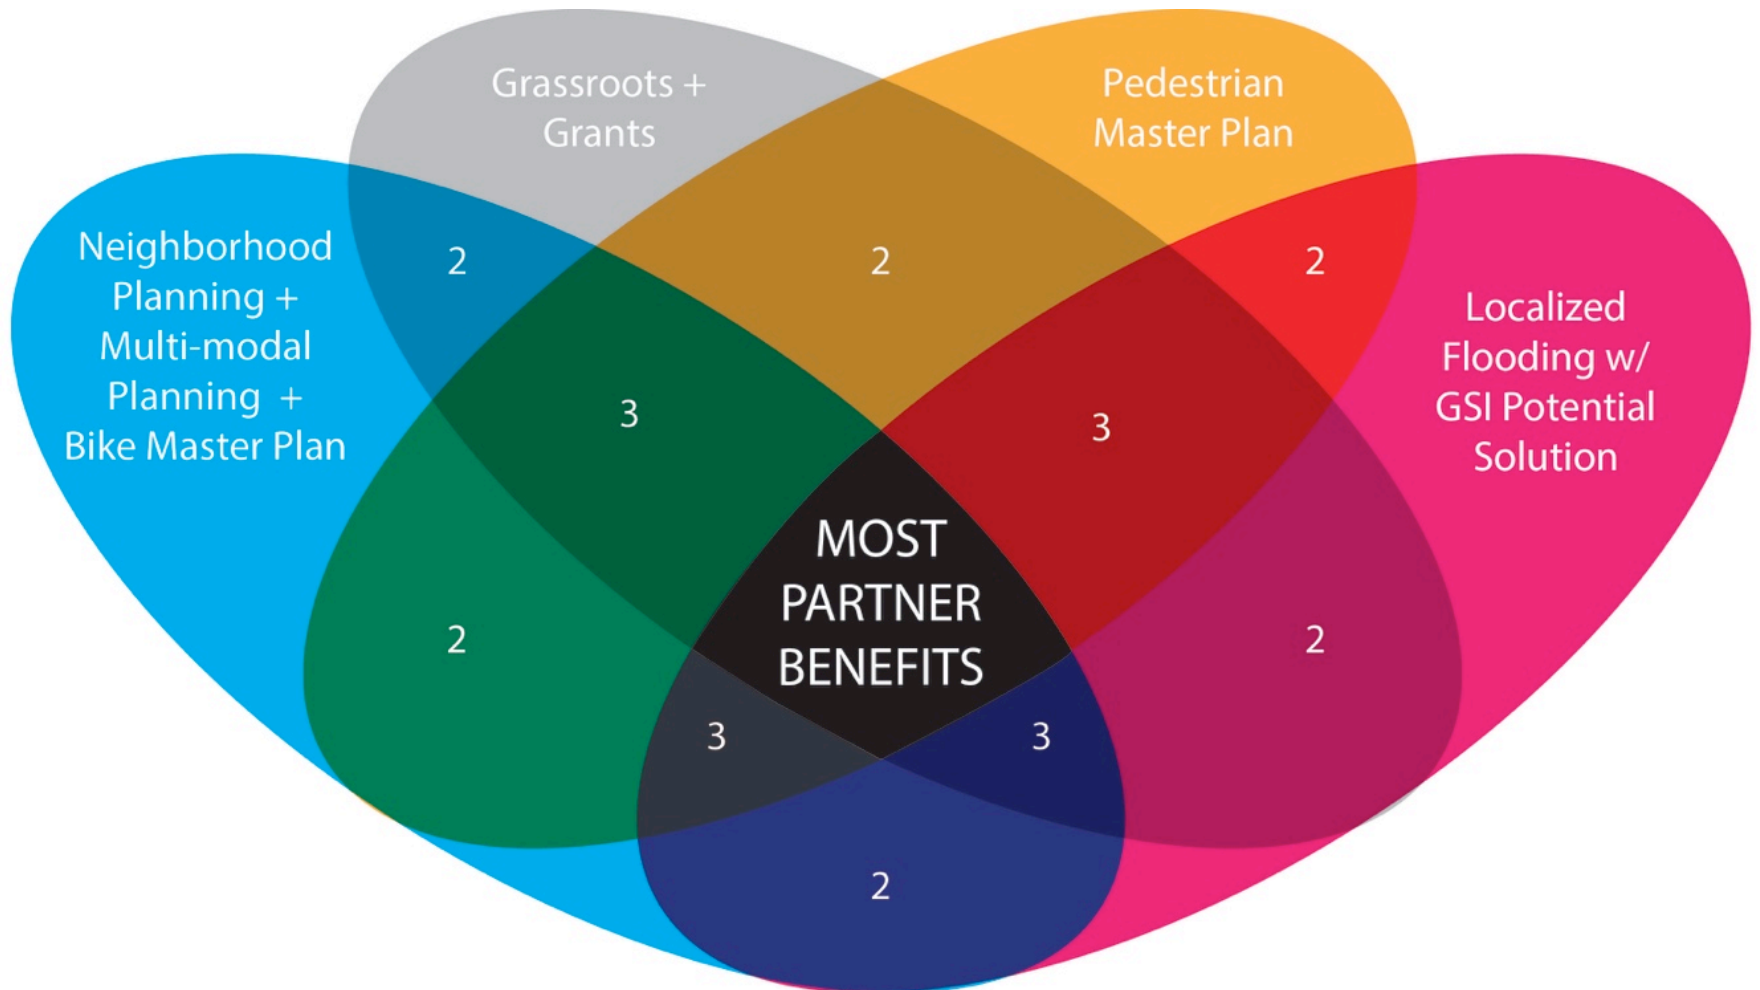 Grassroots +
Grants
Pedestrian
Master Plan
Neighborhood
Planning +
Multi-modal
Planning +
Bike Master Plan
Localized
Flooding w/
GSI Potential
Solution
2
2
2
3
3
MOST
PARTNER
BENEFITS
2
2
3
3
2